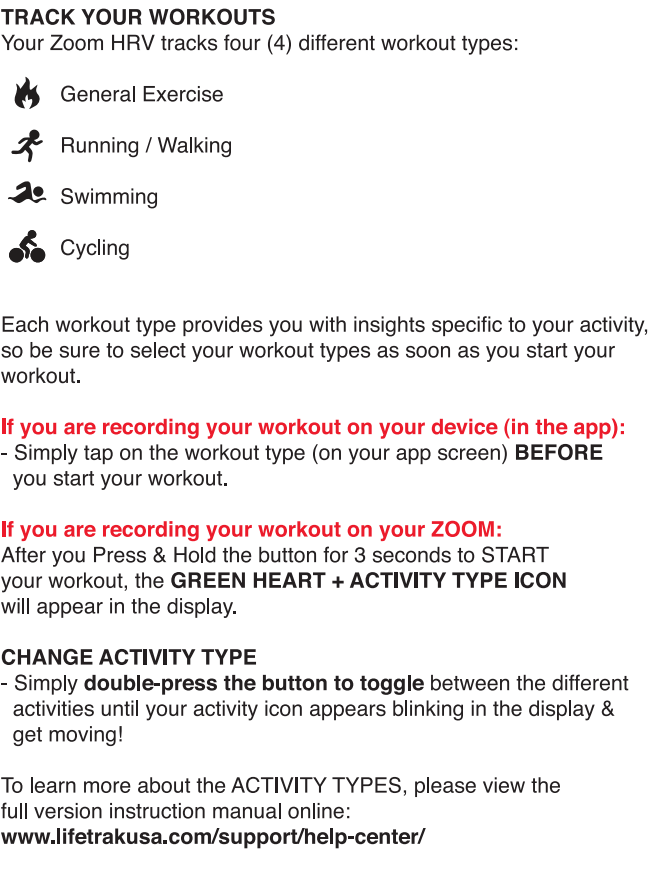 TRACK YOUR WORKOUTS
Your Zoom HRV tracks four (4) different workout types:
General Exercise
Running / Walking
Swimming
Cycling
Each workout type provides you with insights specific to your activity,
so be sure to select your workout types as soon as you start your
workout.
If you are recording your workout on your device (in the app):
- Simply tap on the workout type (on your app screen) BEFORE
you start your workout.
If you are recording your workout on your ZOOM:
After you Press & Hold the button for 3 seconds to START
your workout, the GREEN HEART + ACTIVITY TYPE ICON
will appear in the display.
CHANGE ACTIVITY TYPE
- Simply double-press the button to toggle between the different
activities until your activity icon appears blinking in the display &
get moving!
To learn more about the ACTIVITY TYPES, please view the
full version instruction manual online:
www.lifetrakusa.com/support/help-center/